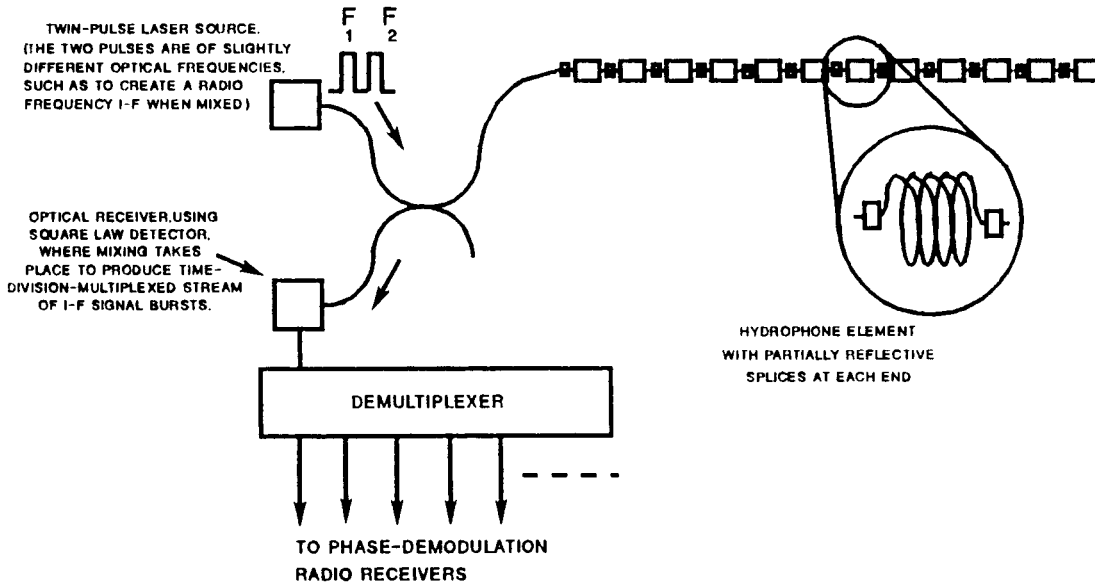 TWIN-PULSE LASER SOURCE.
(THE TWO PULSES ARE OF SLIGHTLY
DIFFERENT OPTICAL FREQUENCIES,
SUCH AS TO CREATE A RADIO
FREQUENCY I-F WHEN MIXED)
F1 F2
OPTICAL RECEIVER,USING
SQUARE LAW DETECTOR,
WHERE MIXING TAKES
PLACE TO PRODUCE TIME-
DIVISION-MULTIPLEXED STREAM
OF I-F SIGNAL BURSTS.
HYDROPHONE ELEMENT
WITH PARTIALLY REFLECTIVE
SPLICES AT EACH END
DEMULTIPLEXER
TO PHASE-DEMODULATION
RADIO RECEIVERS